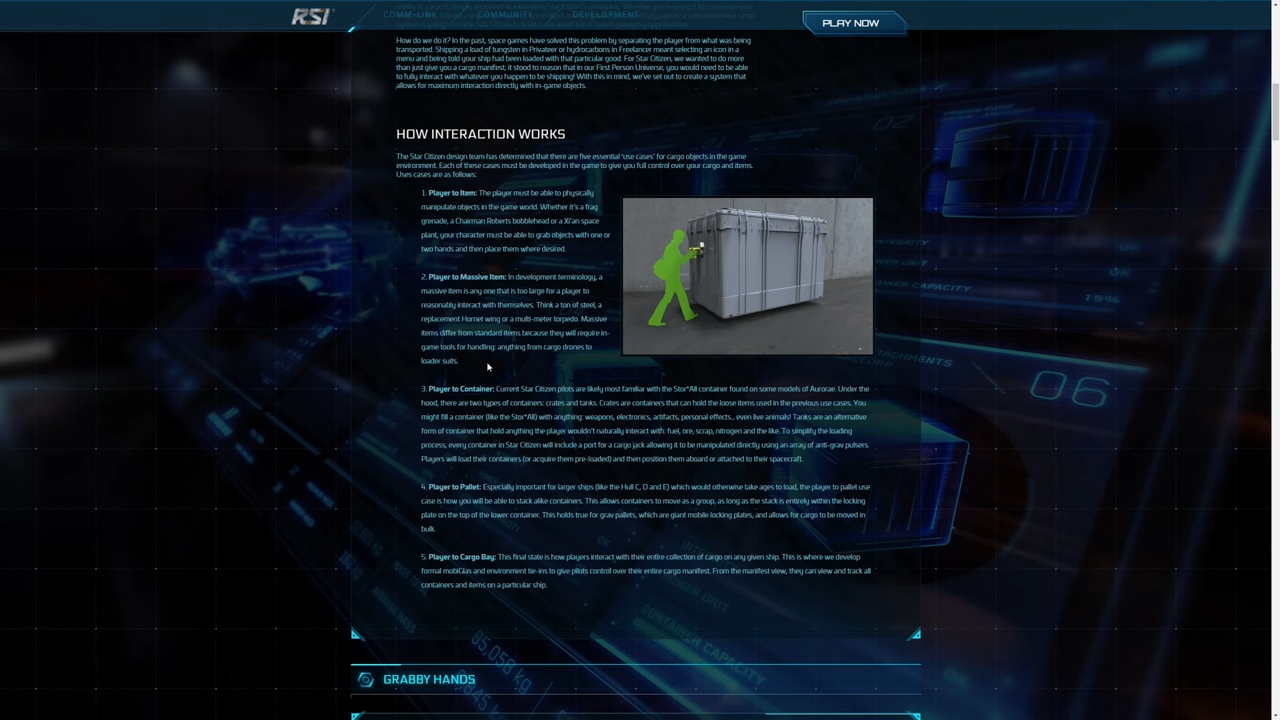 RSI
COMM-LINK
COMMUNITY
DEVELOPMENT
PLAY NOW
How do we do it? In the past, space games have solved this problem by separating the player from what was being
transported. Shipping a load of tungsten in Privateer or hydrocarbons in Freelancer meant selecting an icon in a
menu and being told your ship had been loaded with that particular good. For Star Citizen, we wanted to do more
than just give you a cargo manifest; it stood to reason that in our First Person Universe, you would need to be able
to fully interact with whatever you happen to be shipping! With this in mind, we've set out to create a system that
allows for maximum interaction directly with in-game objects.
HOW INTERACTION WORKS
The Star Citizen design team has determined that there are five essential 'use cases' for cargo objects in the game
environment. Each of these cases must be developed in the game to give you full control over your cargo and items.
Uses cases are as follows:
1. Player to Item: The player must be able to physically
manipulate objects in the game world. Whether it's a frag
grenade, a Chairman Roberts bobblehead or a Xi'an space
plant, your character must be able to grab objects with one or
two hands and then place them where desired.
2. Player to Massive Item: In development terminology, a
massive item is any one that is too large for a player to
reasonably interact with themselves. Think a ton of steel, a
replacement Hornet wing or a multi-meter torpedo. Massive
items differ from standard items because they will require in-
game tools for handling: anything from cargo drones to
loader suits.
3. Player to Container: Current Star Citizen pilots are likely most familiar with the Stor*All container found on some models of Aurorae. Under the
hood, there are two types of containers: crates and tanks. Crates are containers that can hold the loose items used in the previous use cases. You
might fill a container (like the Stor*All) with anything: weapons, electronics, artifacts, personal effects... even live animals! Tanks are an alternative
form of container that hold anything the player wouldn't naturally interact with: fuel, ore, scrap, nitrogen and the like. To simplify the loading
process, every container in Star Citizen will include a port for a cargo jack allowing it to be manipulated directly using an array of anti-grav pulsers.
Players will load their containers (or acquire them pre-loaded) and then position them aboard or attached to their spacecraft.
4. Player to Pallet: Especially important for larger ships (like the Hull C, D and E) which would otherwise take ages to load, the player to pallet use
case is how you will be able to stack alike containers. This allows containers to move as a group, as long as the stack is entirely within the locking
plate on the top of the lower container. This holds true for grav pallets, which are giant mobile locking plates, and allows for cargo to be moved in
bulk.
5. Player to Cargo Bay: This final state is how players interact with their entire collection of cargo on any given ship. This is where we develop
formal mobiGlas and environment tie-ins to give pilots control over their entire cargo manifest. From the manifest view, they can view and track all
containers and items on a particular ship.
GRABBY HANDS
02
OK
15%
06
OK
CONTAINER CAPACITY
85,058 kg